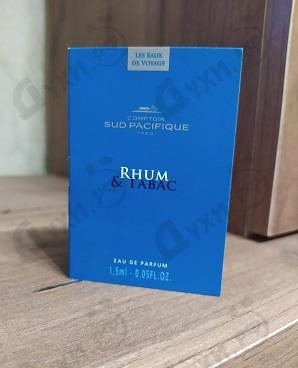 LES EAUX
DE VOYAGE
COMPTOIR
SUD PACIFIQUE
PARIS
RHUM
& TABAC
EAU DE PARFUM
1,5ml - 0.05FL.OZ.